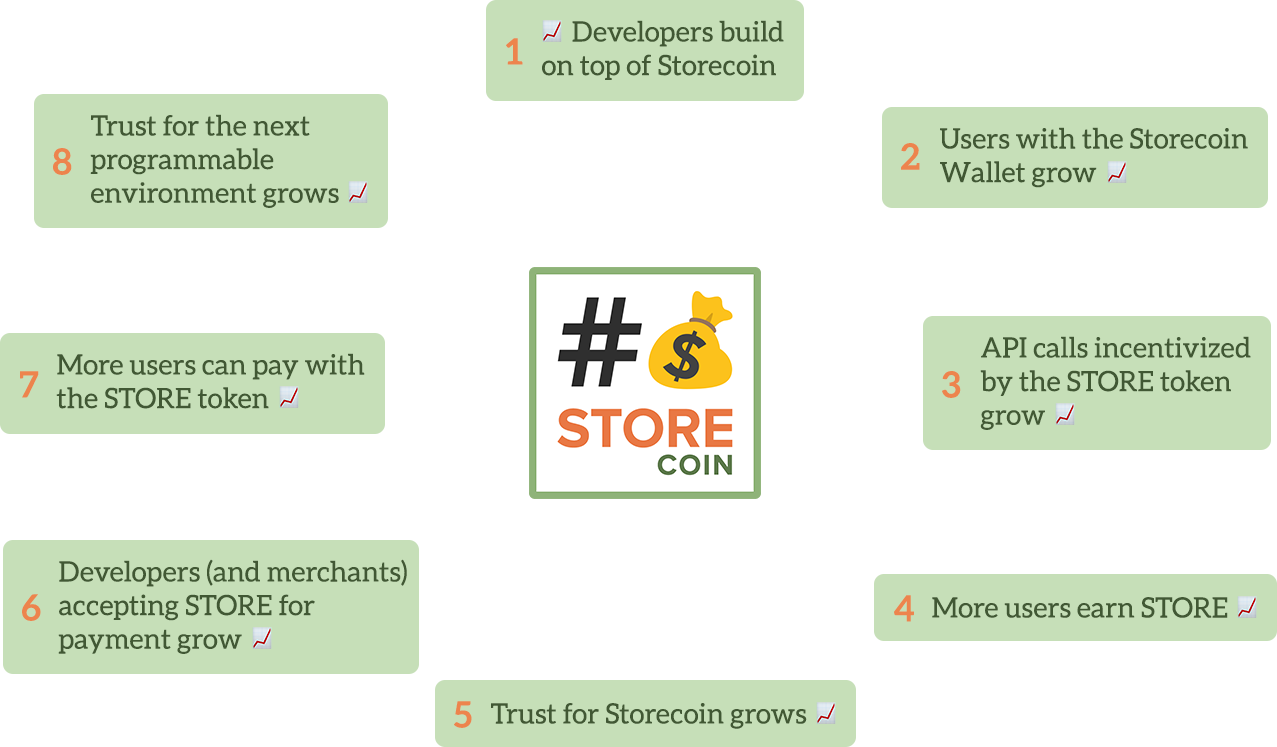 1 📈 Developers build
on top of Storecoin
2 Users with the Storecoin
Wallet grow 📈
3 API calls incentivized
by the STORE token
grow 📈
4 More users earn STORE 📈
5 Trust for Storecoin grows 📈
6 Developers (and merchants)
accepting STORE for
payment grow 📈
7 More users can pay with
the STORE token 📈
8 Trust for the next
programmable
environment grows 📈
# $
STORE
COIN